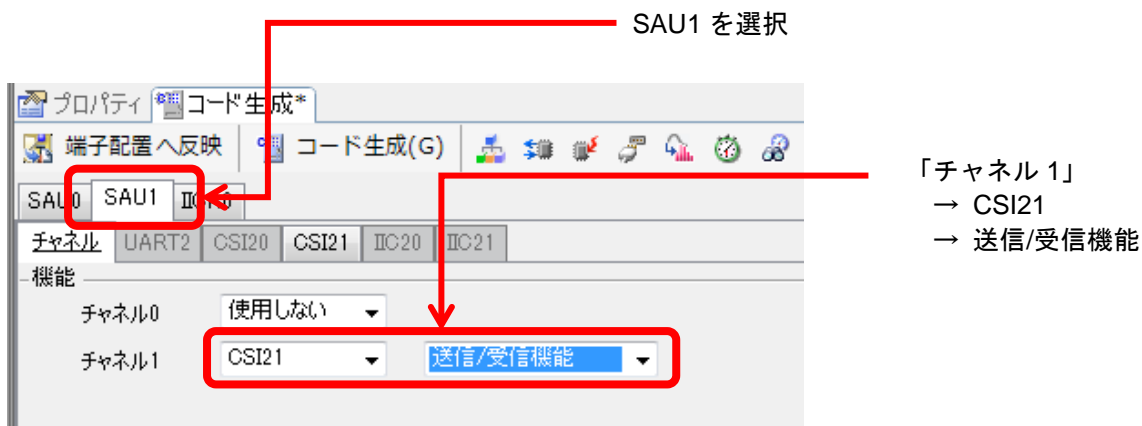 SAU1 を選択
プロパティ コード生成*
端子配置へ反映 コード生成(G)
SAU0 SAU1
チャネル UART2 CSI20 CSI21 IIC20 IIC21
機能
チャネル0 使用しない
チャネル1 CSI21 送信/受信機能
「チャネル 1」
→ CSI21
→ 送信/受信機能